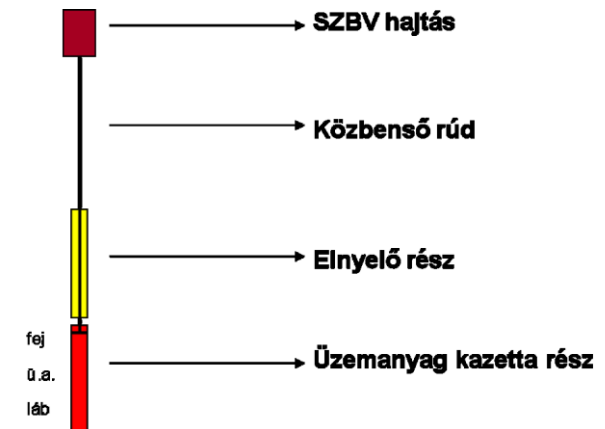 SZBV hajtás
Közbenső rúd
Elnyelő rész
fej
Üzemanyag kazetta rész
ü.a.
láb